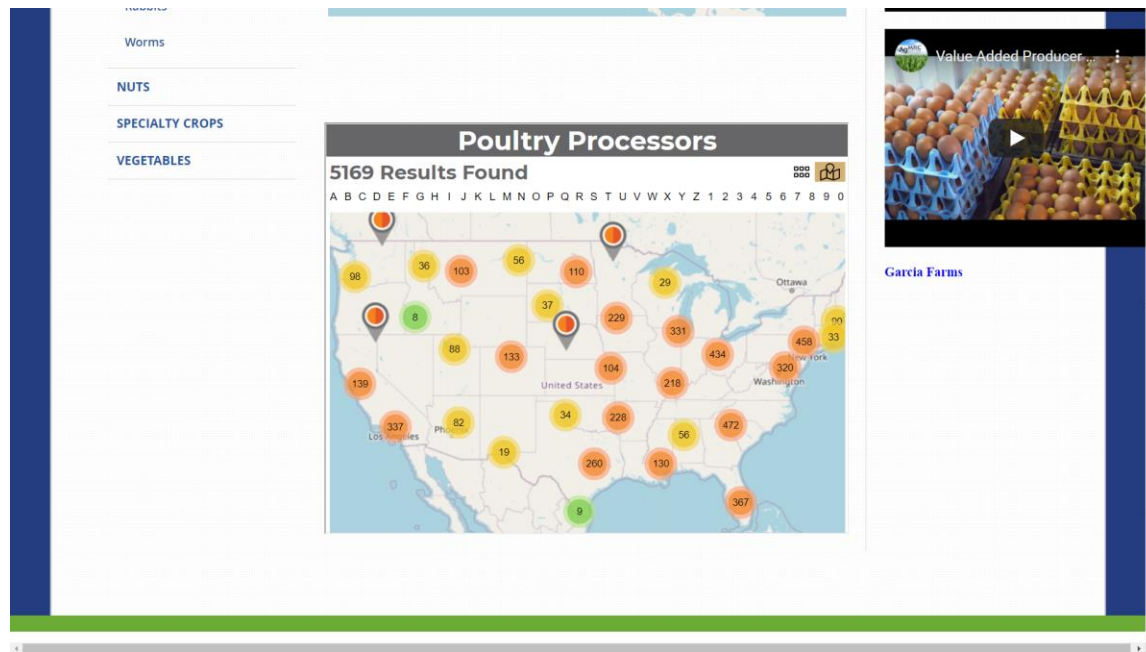 Rabbits
Worms
NUTS
SPECIALTY CROPS
VEGETABLES
Poultry Processors
5169 Results Found
A B C D E F G H I J K L M N O P Q R S T U V W X Y Z 1 2 3 4 5 6 7 8 9 0
56
36
103
110
98
29
Ottawa
37
8
229
90
331
33
458
88
133
434
New York
104
320
139
United States
218
Washington
34
228
82
472
337
56
Los Angeles
19
260
130
367
9
AgMRC
Value Added Producer ...
Garcia Farms